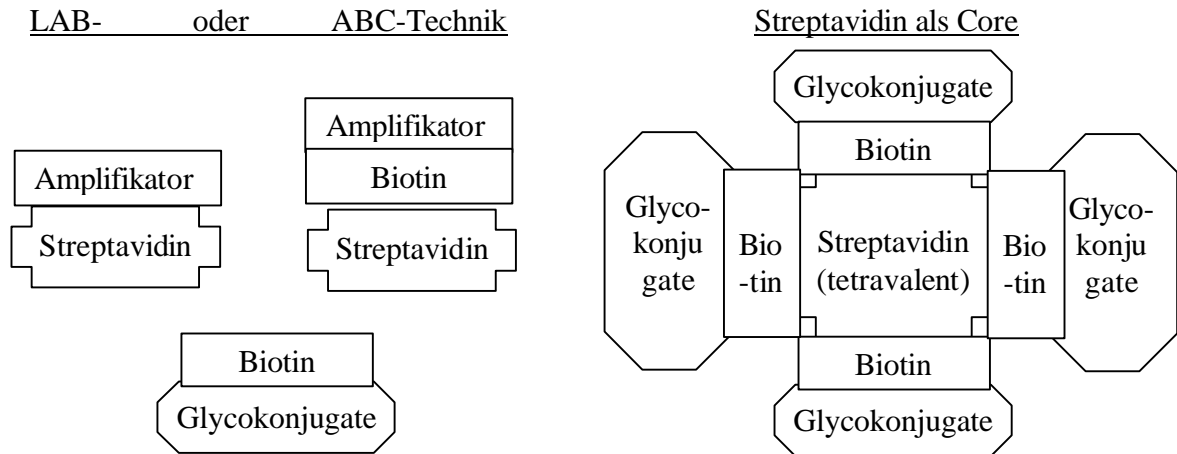 LAB- oder ABC-Technik
Amplifikator
Streptavidin
Amplifikator
Biotin
Streptavidin
Biotin
Glycokonjugate
Streptavidin als Core
Glycokonjugate
Biotin
Glyco-
konju
gate
Bio
-tin
Streptavidin
(tetravalent)
Bio
-tin
Glyco-
konju
gate
Biotin
Glycokonjugate